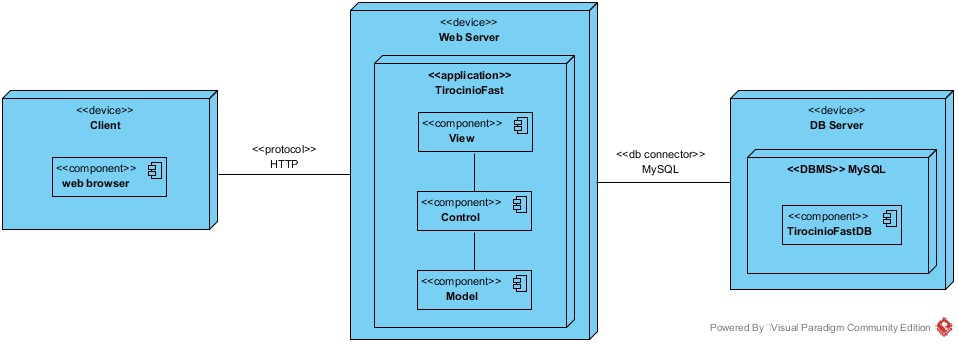 <<device>>
Client
<<component>>
web browser
<<protocol>>
HTTP
<<device>>
Web Server
<<application>>
TirocinioFast
<<component>>
View
<<component>>
Control
<<component>>
Model
<<db connector>>
MySQL
<<device>>
DB Server
<<DBMS>> MySQL
<<component>>
TirocinioFastDB
Powered By Visual Paradigm Community Edition